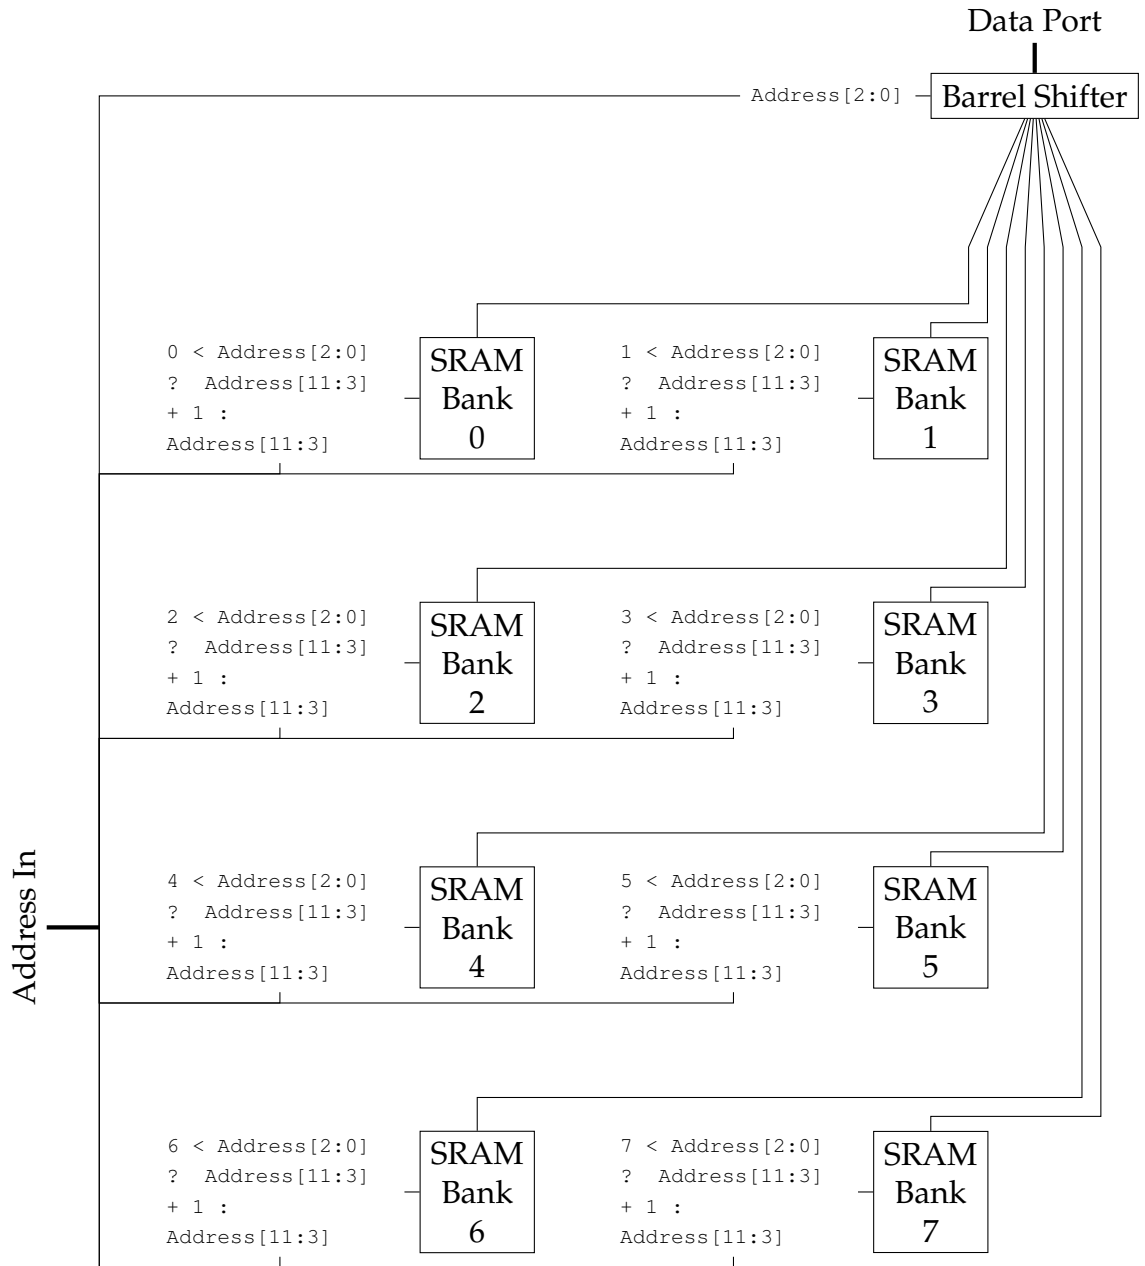 Data Port
Address[2:0]
Barrel Shifter
0 < Address[2:0]
? Address[11:3]
+ 1 :
Address[11:3]
SRAM
Bank
0
1 < Address[2:0]
? Address[11:3]
+ 1 :
Address[11:3]
SRAM
Bank
1
2 < Address[2:0]
? Address[11:3]
+ 1 :
Address[11:3]
SRAM
Bank
2
3 < Address[2:0]
? Address[11:3]
+ 1 :
Address[11:3]
SRAM
Bank
3
Address In
4 < Address[2:0]
? Address[11:3]
+ 1 :
Address[11:3]
SRAM
Bank
4
5 < Address[2:0]
? Address[11:3]
+ 1 :
Address[11:3]
SRAM
Bank
5
6 < Address[2:0]
? Address[11:3]
+ 1 :
Address[11:3]
SRAM
Bank
6
7 < Address[2:0]
? Address[11:3]
+ 1 :
Address[11:3]
SRAM
Bank
7